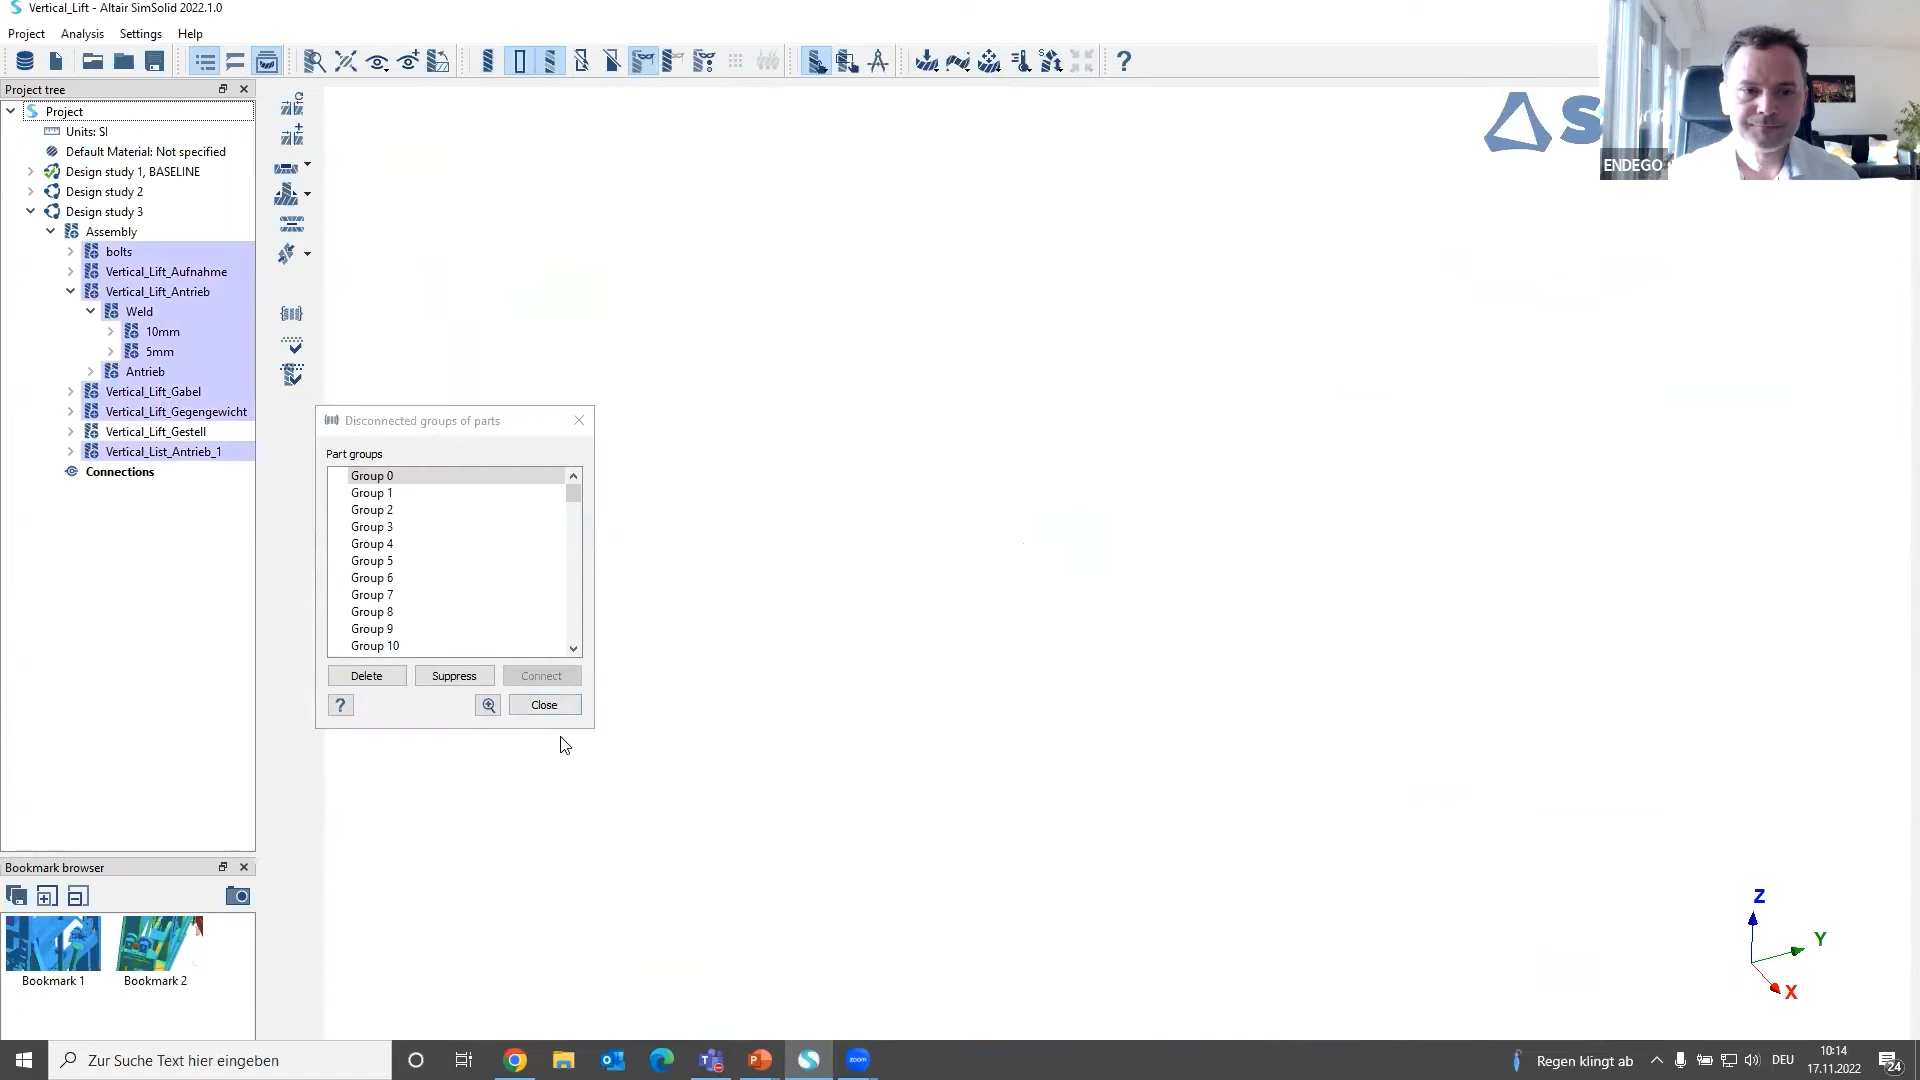 Vertical_Lift - Altair SimSolid 2022.1.0
Project Analysis Settings Help
Project tree
Project
Units: SI
Default Material: Not specified
Design study 1, BASELINE
Design study 2
Design study 3
Assembly
bolts
Vertical_Lift_Aufnahme
Vertical_Lift_Antrieb
Weld
10mm
5mm
Antrieb
Vertical_Lift_Gabel
Vertical_Lift_Gegengewicht
Vertical_Lift_Gestell
Vertical_List_Antrieb_1
Connections
ENDEGO
Disconnected groups of parts
Part groups
Group 0
Group 1
Group 2
Group 3
Group 4
Group 5
Group 6
Group 7
Group 8
Group 9
Group 10
Delete Suppress Connect
? Close
Bookmark browser
Bookmark 1 Bookmark 2
Z
Y
X
Zur Suche Text hier eingeben
zoom
Regen klingt ab
DEU
10:14
17.11.2022
24